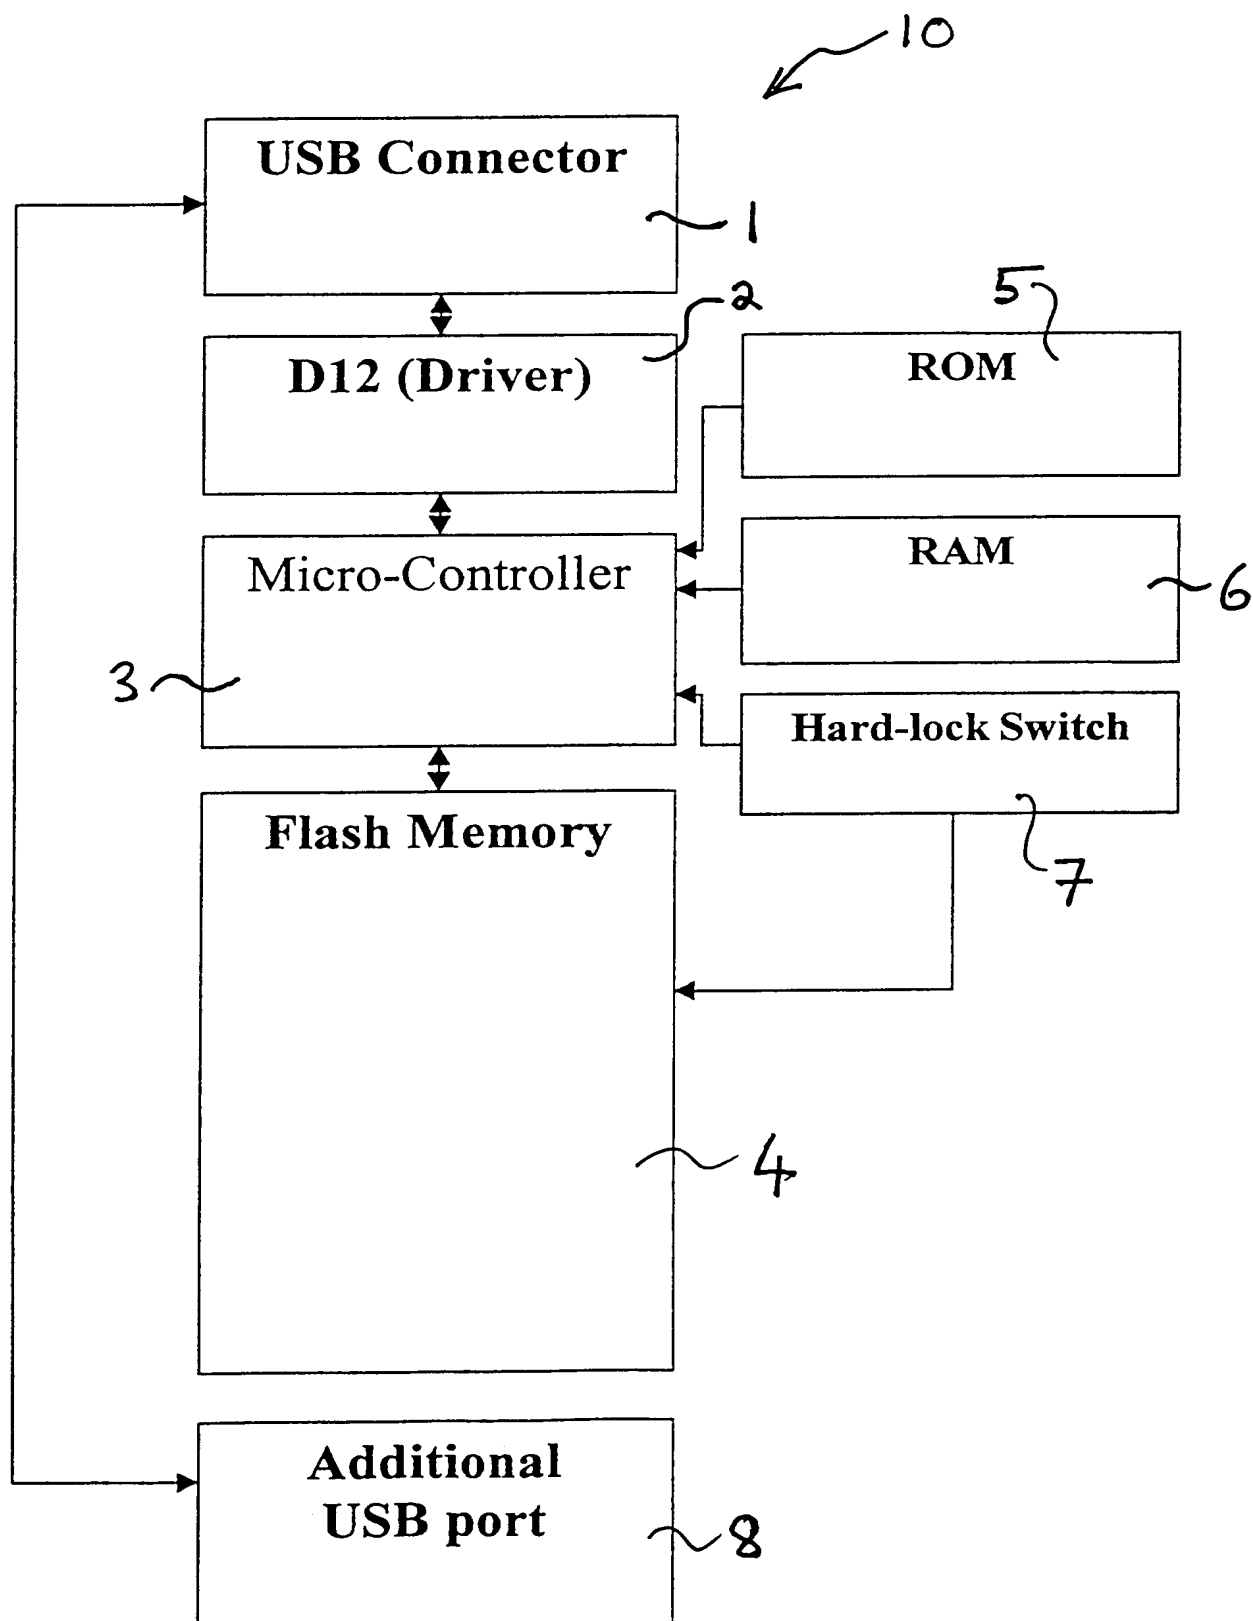 10
USB Connector
1
2
5
D12 (Driver)
ROM
Micro-Controller
RAM
6
3
Hard-lock Switch
Flash Memory
7
4
Additional
USB port
8